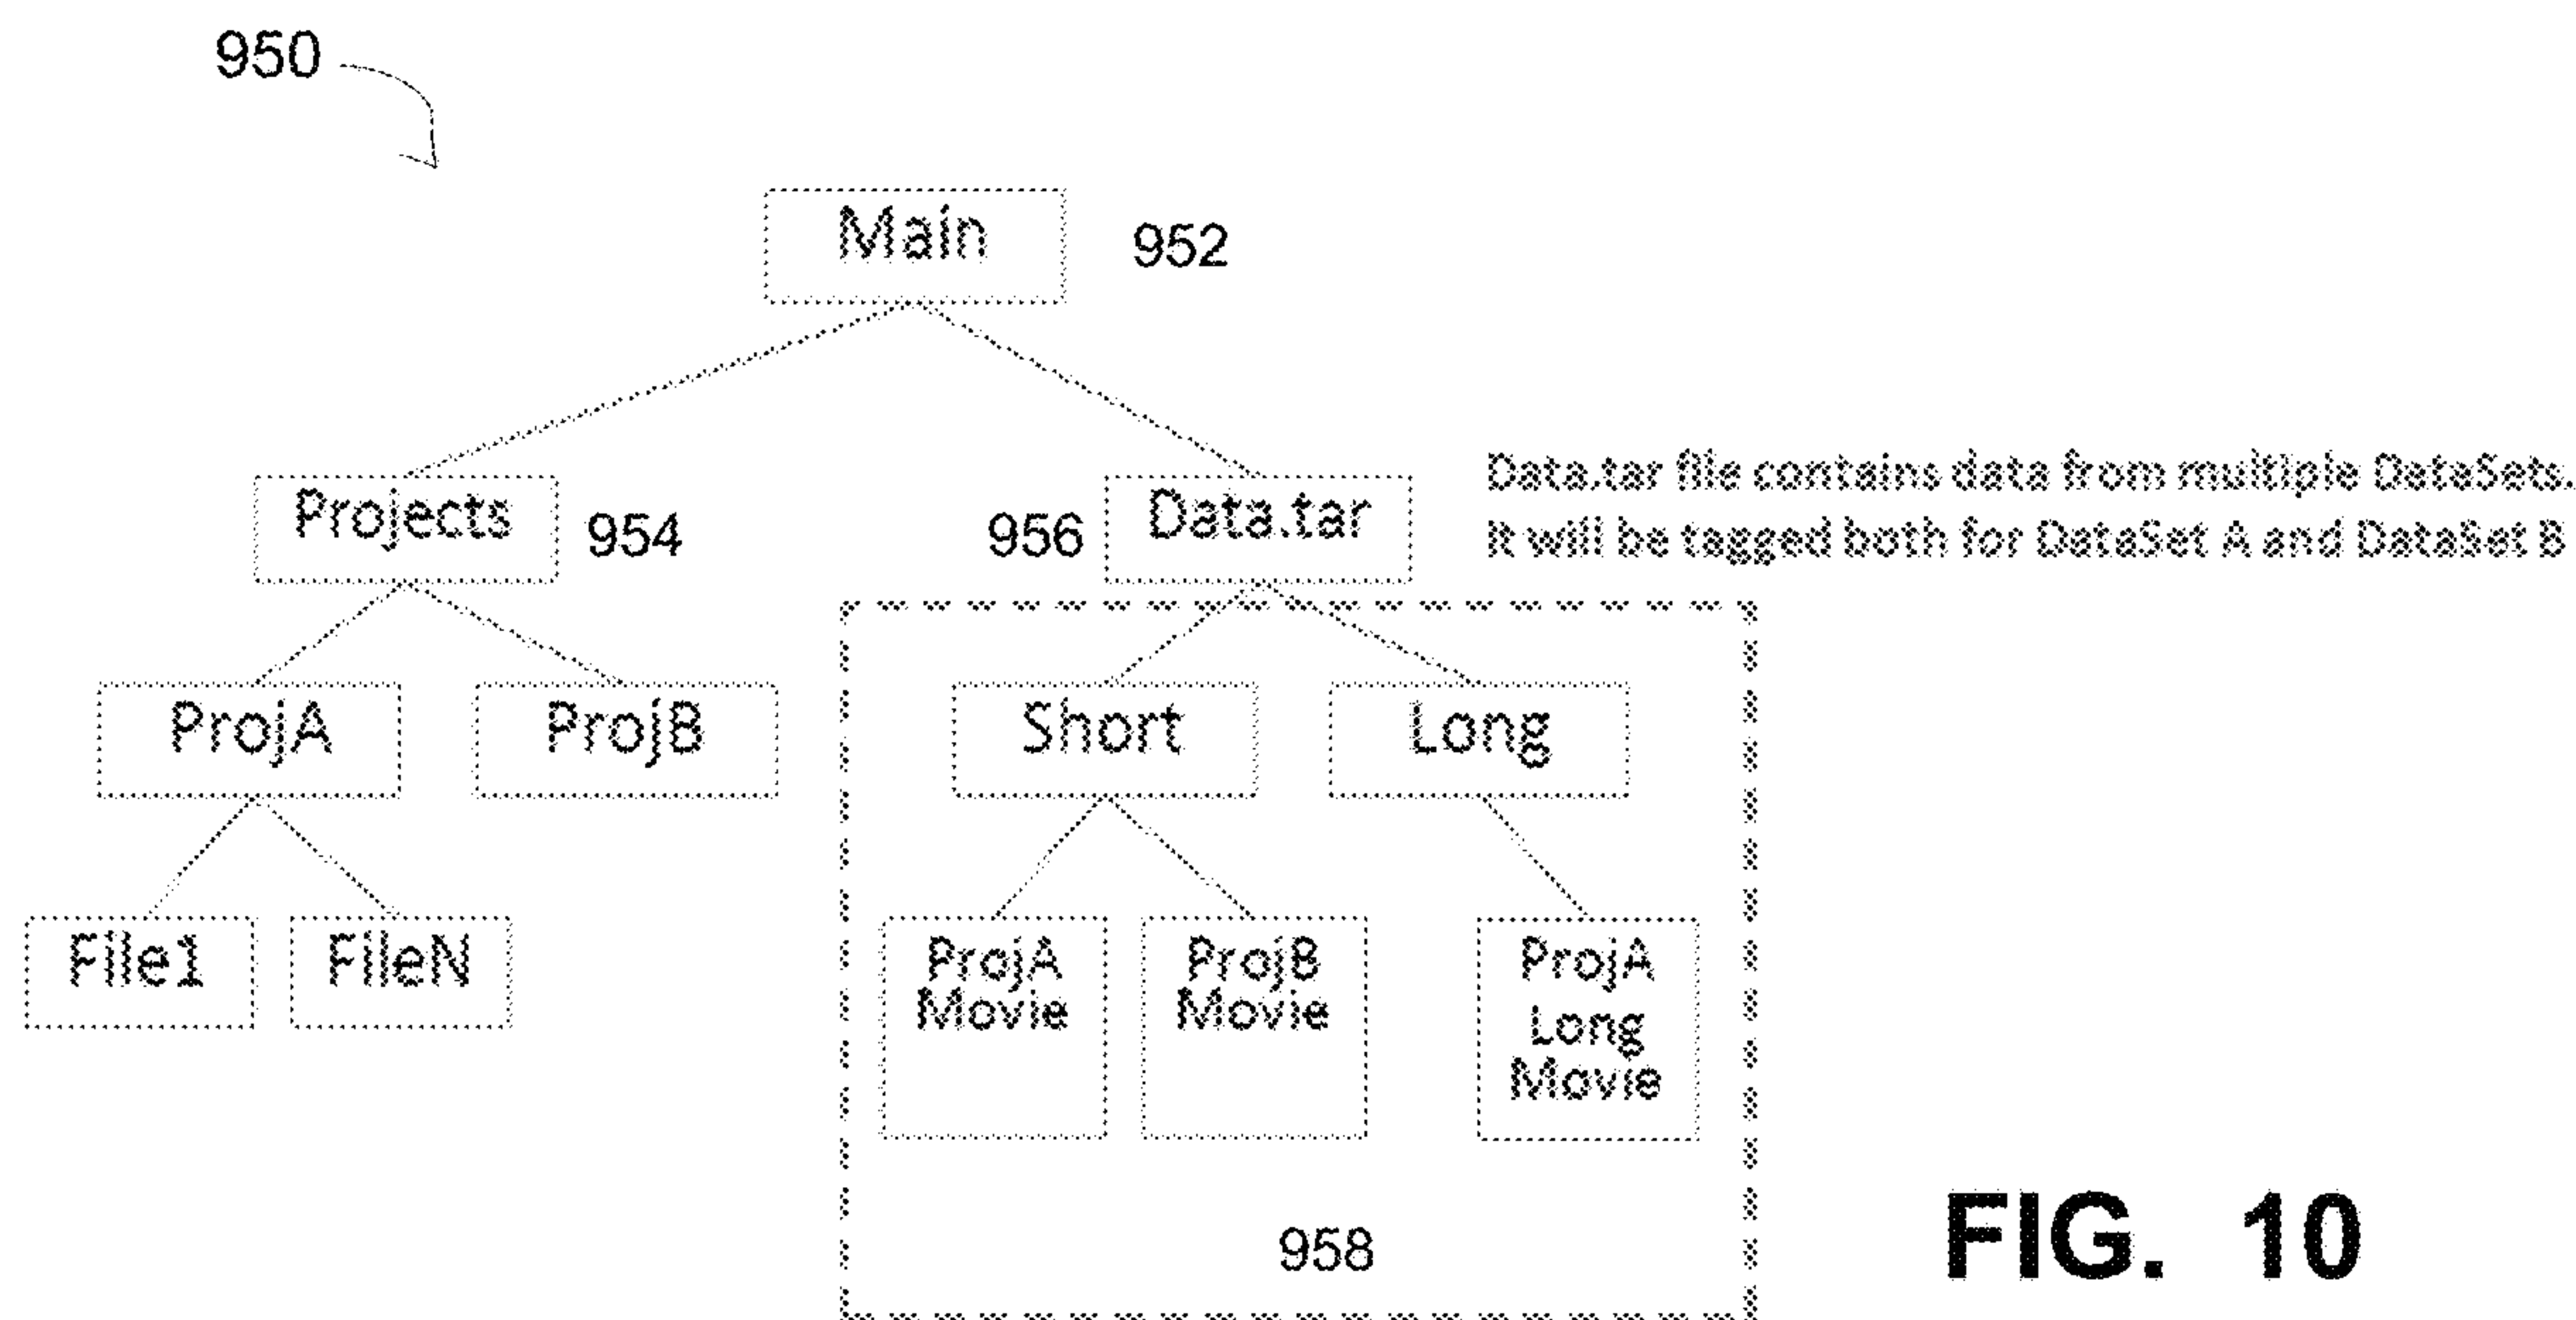 950
Main
952
Projects
954
956
Data.tar
Data.tar file contains data from multiple DataSets.
It will be tagged both for DataSet A and DataSet B
ProjA
ProjB
Short
Long
File1
FileN
ProjA
Movie
ProjB
Movie
ProjA
Long
Movie
958
FIG. 10